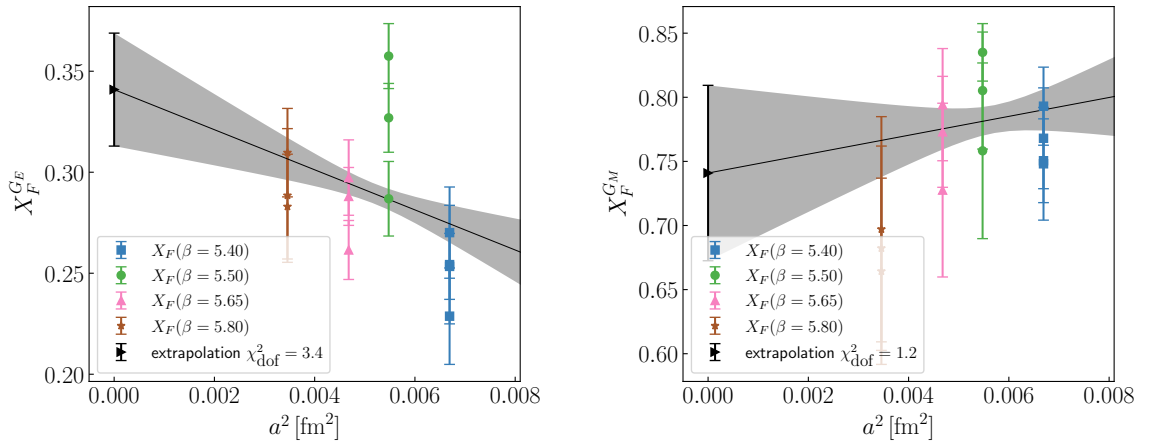 0.35
0.30
0.25
0.20
X_F^{G_E}
X_F(β = 5.40)
X_F(β = 5.50)
X_F(β = 5.65)
X_F(β = 5.80)
extrapolation χ²_dof = 3.4
0.000 0.002 0.004 0.006 0.008
a² [fm²]
0.85
0.80
0.75
0.70
0.65
0.60
X_F^{G_M}
X_F(β = 5.40)
X_F(β = 5.50)
X_F(β = 5.65)
X_F(β = 5.80)
extrapolation χ²_dof = 1.2
0.000 0.002 0.004 0.006 0.008
a² [fm²]